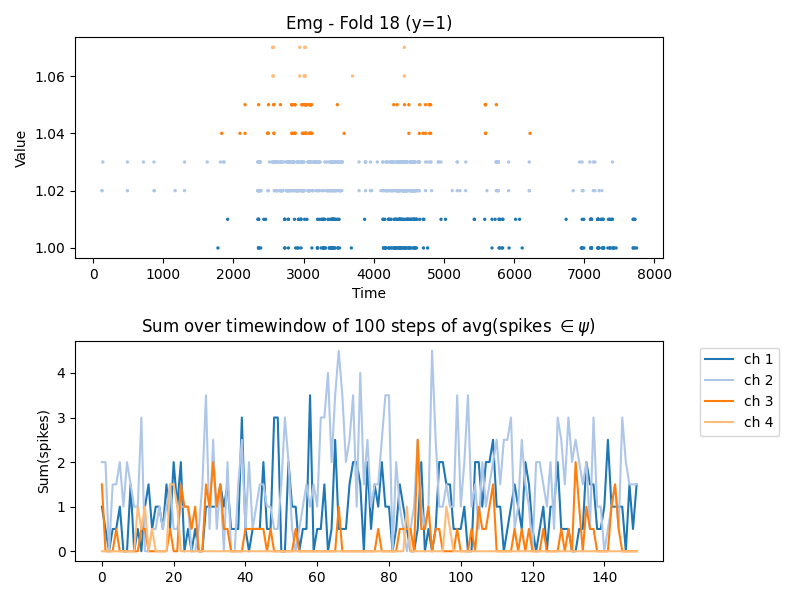 Emg - Fold 18 (y=1)
1.06
1.04
1.02
1.00
Value
0 1000 2000 3000 4000 5000 6000 7000 8000
Time
Sum over timewindow of 100 steps of avg(spikes ∈ ψ)
4
3
2
1
0
Sum(spikes)
0 20 40 60 80 100 120 140
ch 1
ch 2
ch 3
ch 4